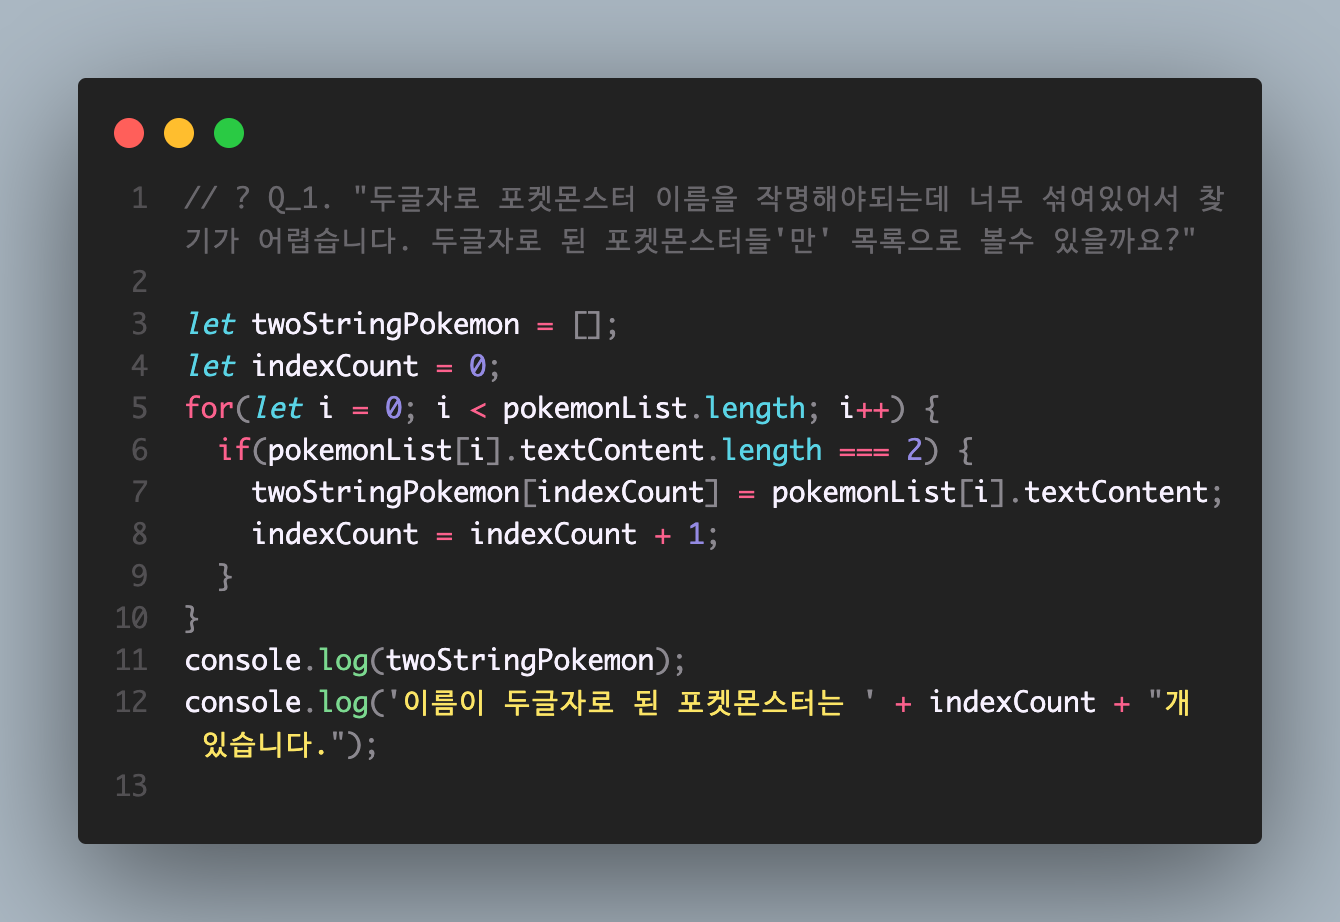 1 // ? Q_1. "두글자로 포켓몬스터 이름을 작명해야되는데 너무 섞여있어서 찾
기가 어렵습니다. 두글자로 된 포켓몬스터들'만' 목록으로 볼수 있을까요?"
2
3 let twoStringPokemon = [];
4 let indexCount = 0;
5 for(let i = 0; i < pokemonList.length; i++) {
6   if(pokemonList[i].textContent.length === 2) {
7     twoStringPokemon[indexCount] = pokemonList[i].textContent;
8     indexCount = indexCount + 1;
9   }
10 }
11 console.log(twoStringPokemon);
12 console.log('이름이 두글자로 된 포켓몬스터는 ' + indexCount + "개
있습니다.");
13